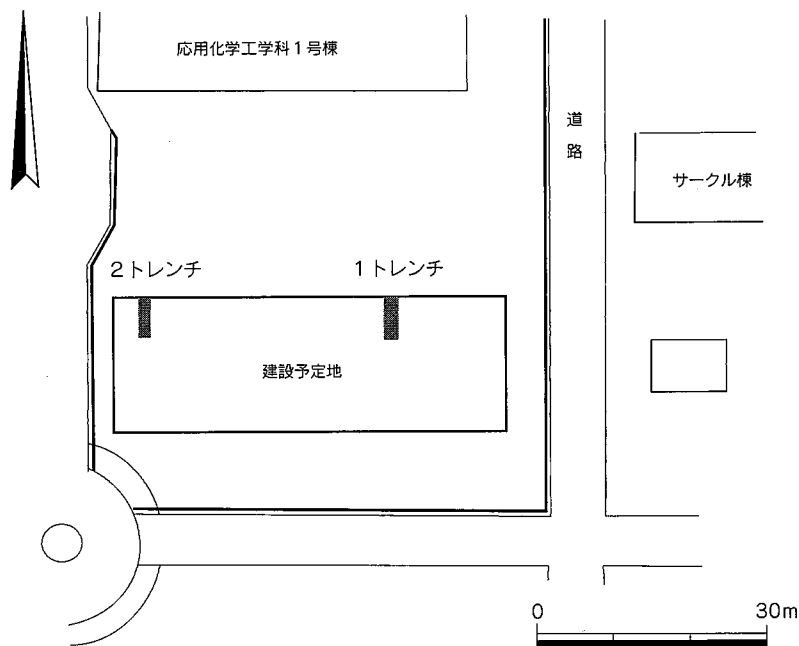 応用化学工学科1号棟
道路
サークル棟
2トレンチ
1トレンチ
建設予定地
0
30m